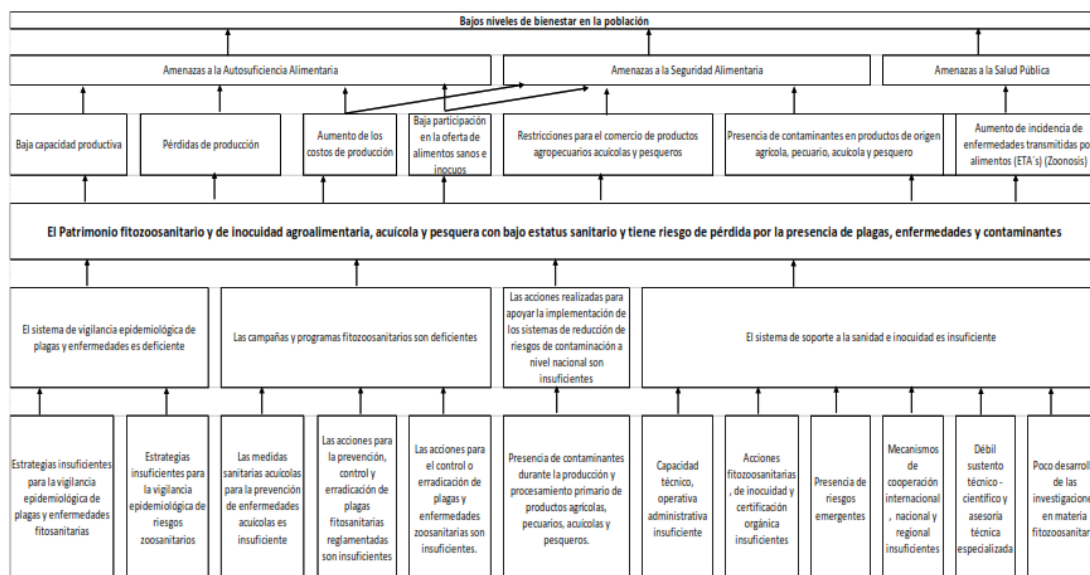 Bajos niveles de bienestar en la población
Amenazas a la Autosuficiencia Alimentaria
Amenazas a la Seguridad Alimentaria
Amenazas a la Salud Pública
Baja capacidad productiva
Pérdidas de producción
Aumento de los
costos de producción
Baja participación
en la oferta de
alimentos sanos e
inocuos
Restricciones para el comercio de productos
agropecuarios acuícolas y pesqueros
Presencia de contaminantes en productos de origen
agrícola, pecuario, acuícola y pesquero
Aumento de incidencia de
enfermedades transmitidas po
alimentos (ETA´s) (Zoonosis)
El Patrimonio fitozoosanitario y de inocuidad agroalimentaria, acuícola y pesquera con bajo estatus sanitario y tiene riesgo de pérdida por la presencia de plagas, enfermedades y contaminantes
El sistema de vigilancia epidemiológica de
plagas y enfermedades es deficiente
Las campañas y programas fitozoosanitarios son deficientes
Las acciones realizadas para
apoyar la implementación de
los sistemas de reducción de
riesgos de contaminación a
nivel nacional son
insuficientes
El sistema de soporte a la sanidad e inocuidad es insuficiente
Estrategias insuficientes
para la vigilancia
epidemiológica de
plagas y enfermedades
fitosanitarias
Estrategias
insuficientes para
la vigilancia
epidemiológica de
riesgos
zoosanitarios
Las medidas
sanitarias acuícolas
para la prevención
de enfermedades
acuícolas es
insuficiente
Las acciones para
la prevención,
control y
erradicación de
plagas
fitosanitarias
reglamentadas son
insuficientes
Las acciones para
el control o
erradicación de
plagas y
enfermedades
zoosanitarias son
insuficientes.
Presencia de contaminantes
durante la producción y
procesamiento primario de
productos agrícolas,
pecuarios, acuícolas y
pesqueros.
Capacidad
técnico,
operativa
administrativa
insuficiente
Acciones
fitozoosanitarias
, de inocuidad y
certificación
orgánica
insuficientes
Presencia de
riesgos
emergentes
Mecanismos
de
cooperación
internacional
, nacional y
regional
insuficientes
Débil
sustento
técnico -
científico y
asesoría
técnica
especializada
Poco desarroll
de las
investigacione
en materia
fitozoosanitar